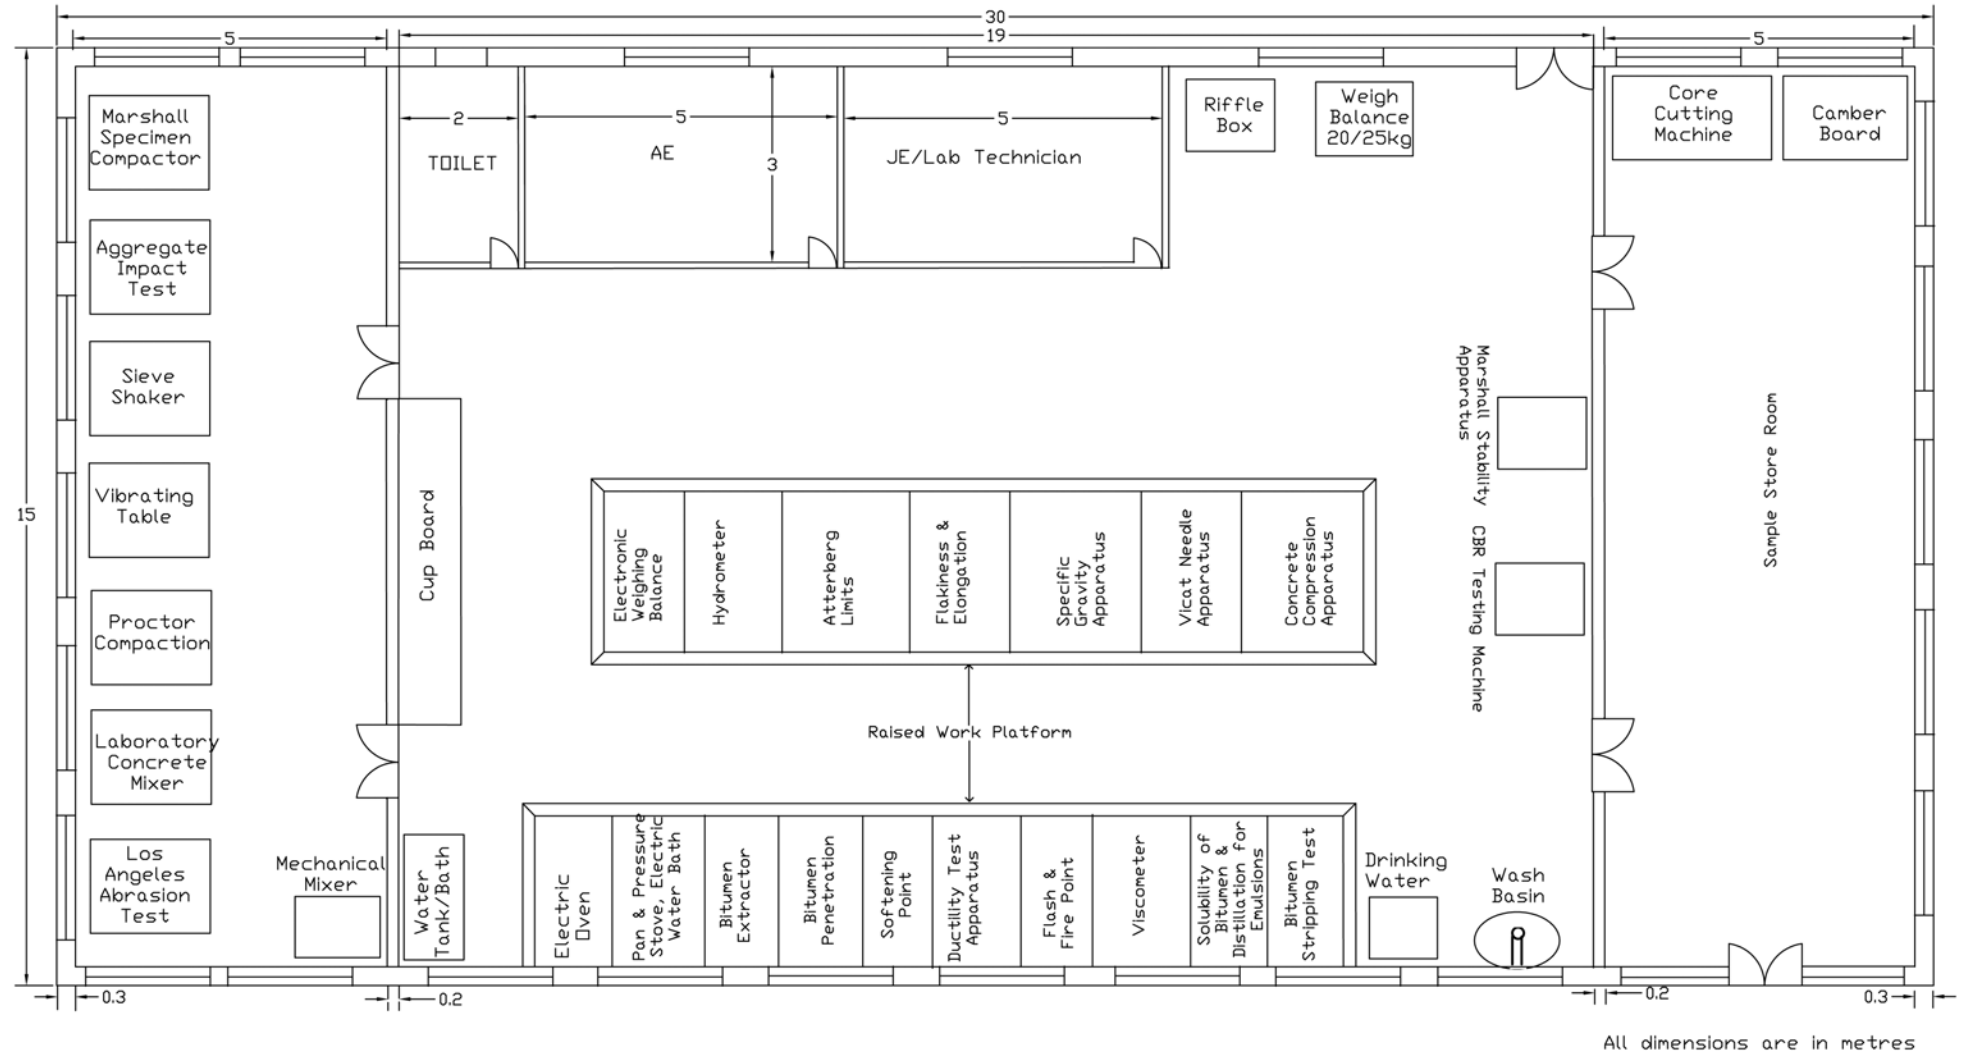 30
5
19
5
Marshall
Specimen
Compactor
2
TOILET
5
AE
3
5
JE/Lab Technician
Riffle
Box
Weigh
Balance
20/25kg
Core
Cutting
Machine
Camber
Board
Aggregate
Impact
Test
Sieve
Shaker
Vibrating
Table
15
Proctor
Compaction
Laboratory
Concrete
Mixer
Los
Angeles
Abrasion
Test
Mechanical
Mixer
Cup Board
Water
Tank/Bath
Electronic
Weighing
Balance
Hydrometer
Atterberg
Limits
Flakiness &
Elongation
Specific
Gravity
Apparatus
Vicat Needle
Apparatus
Concrete
Compression
Apparatus
Marshall Stability
Apparatus
CBR Testing Machine
Sample Store Room
Raised Work Platform
Electric
Oven
Pan & Pressure
Stove, Electric
Water Bath
Bitumen
Extractor
Bitumen
Penetration
Softening
Point
Ductility Test
Apparatus
Flash &
Fire Point
Viscometer
Solubility of
Bitumen &
Distillation for
Emulsions
Bitumen
Stripping Test
Drinking
Water
Wash
Basin
0.3
0.2
0.2
0.3
All dimensions are in metres